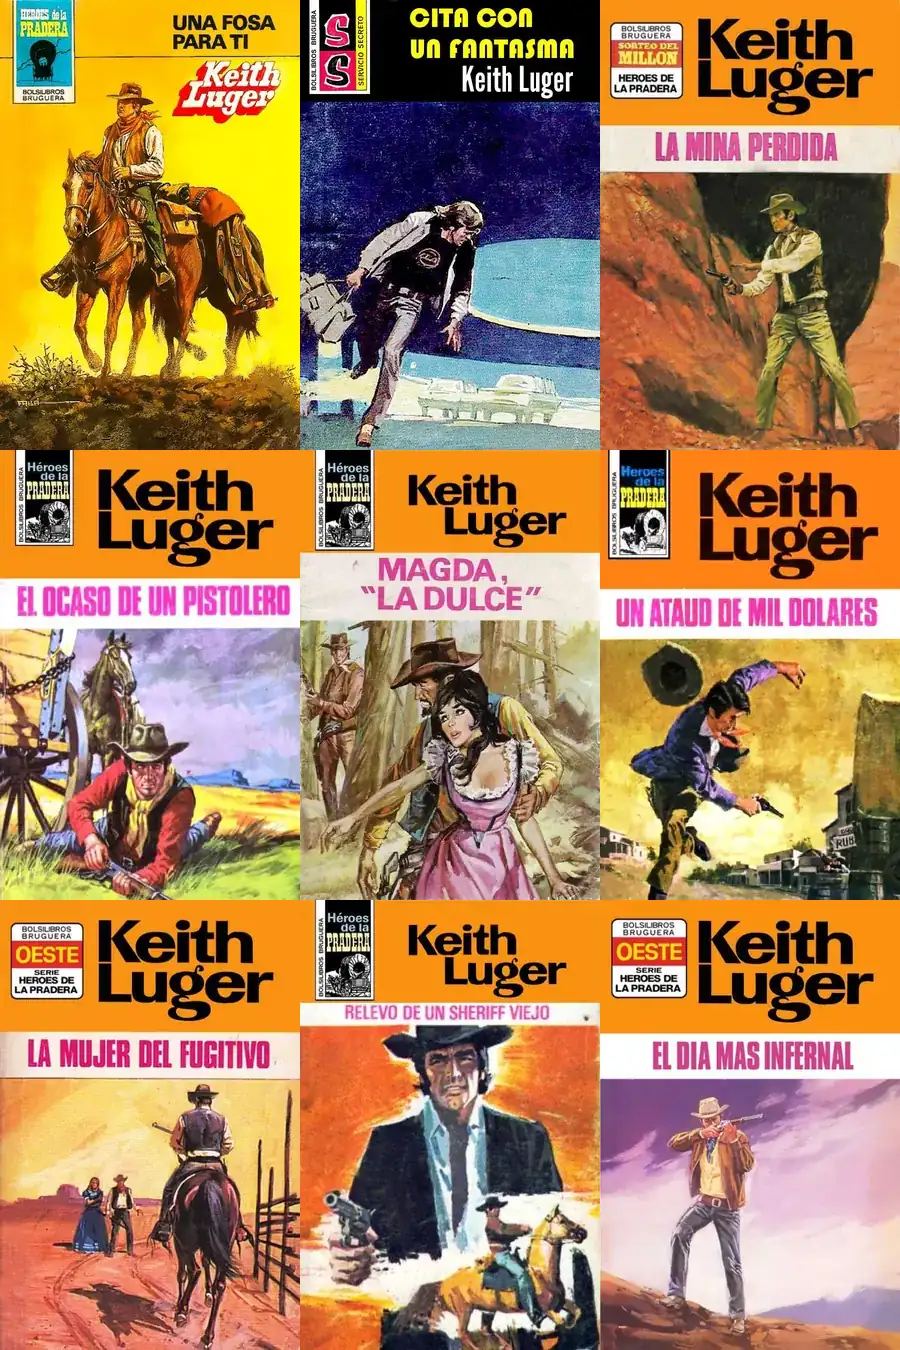 HEROES de la
PRADERA
BOLSILIBROS
BRUGUERA
UNA FOSA
PARA TI
Keith
Luger
FABÁ
BOLSILIBROS BRUGUERA
SS
SERVICIO SECRETO
CITA CON
UN FANTASMA
Keith Luger
BOLSILIBROS
BRUGUERA
SORTEO DEL
MILLON
HEROES DE
LA PRADERA
Keith
Luger
LA MINA PERDIDA
BOLSILIBROS BRUGUERA
Héroes
de la
PRADERA
Keith
Luger
EL OCASO DE UN PISTOLERO
BOLSILIBROS BRUGUERA
Héroes
de la
PRADERA
Keith
Luger
MAGDA,
"LA DULCE"
BOLSILIBROS BRUGUERA
Héroes
de la
PRADERA
Keith
Luger
UN ATAUD DE MIL DOLARES
RUB
BOLSILIBROS
BRUGUERA
OESTE
SERIE
HEROES DE
LA PRADERA
Keith
Luger
LA MUJER DEL FUGITIVO
BOLSILIBROS BRUGUERA
Héroes
de la
PRADERA
Keith
Luger
RELEVO DE UN SHERIFF VIEJO
BOLSILIBROS
BRUGUERA
OESTE
SERIE
HEROES DE
LA PRADERA
Keith
Luger
EL DIA MAS INFERNAL